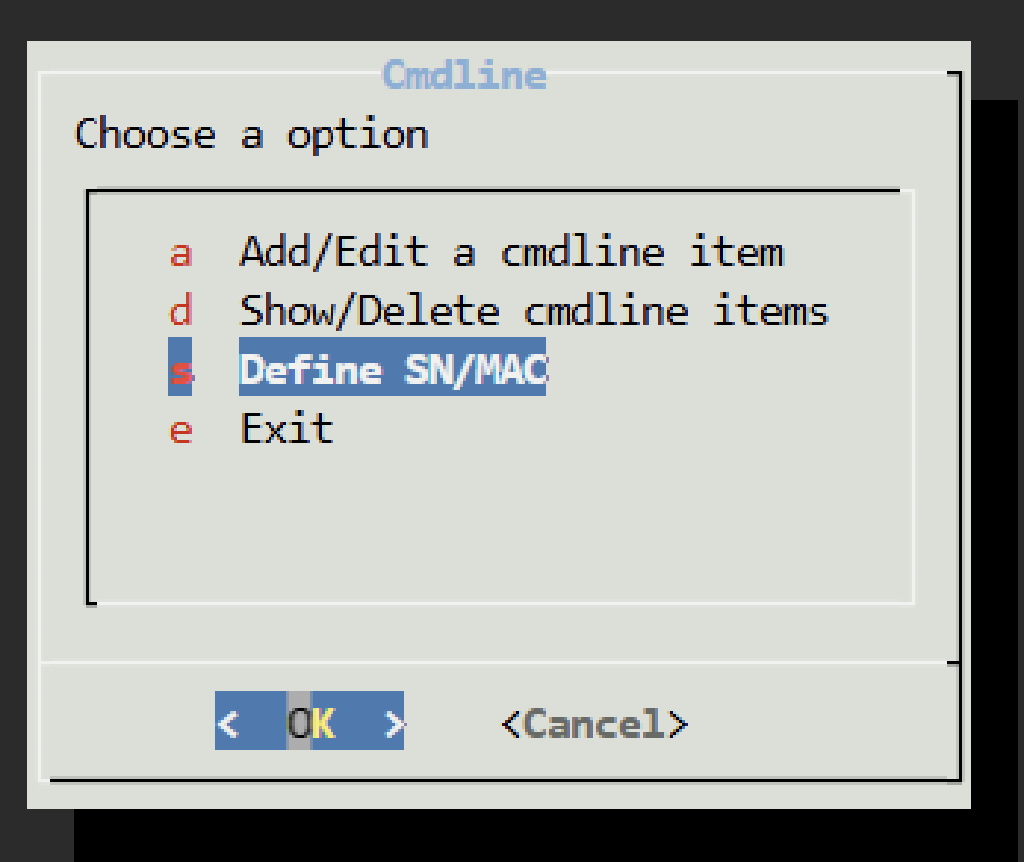 Cmdline
Choose a option
a Add/Edit a cmdline item
d Show/Delete cmdline items
s Define SN/MAC
e Exit
< OK > <Cancel>